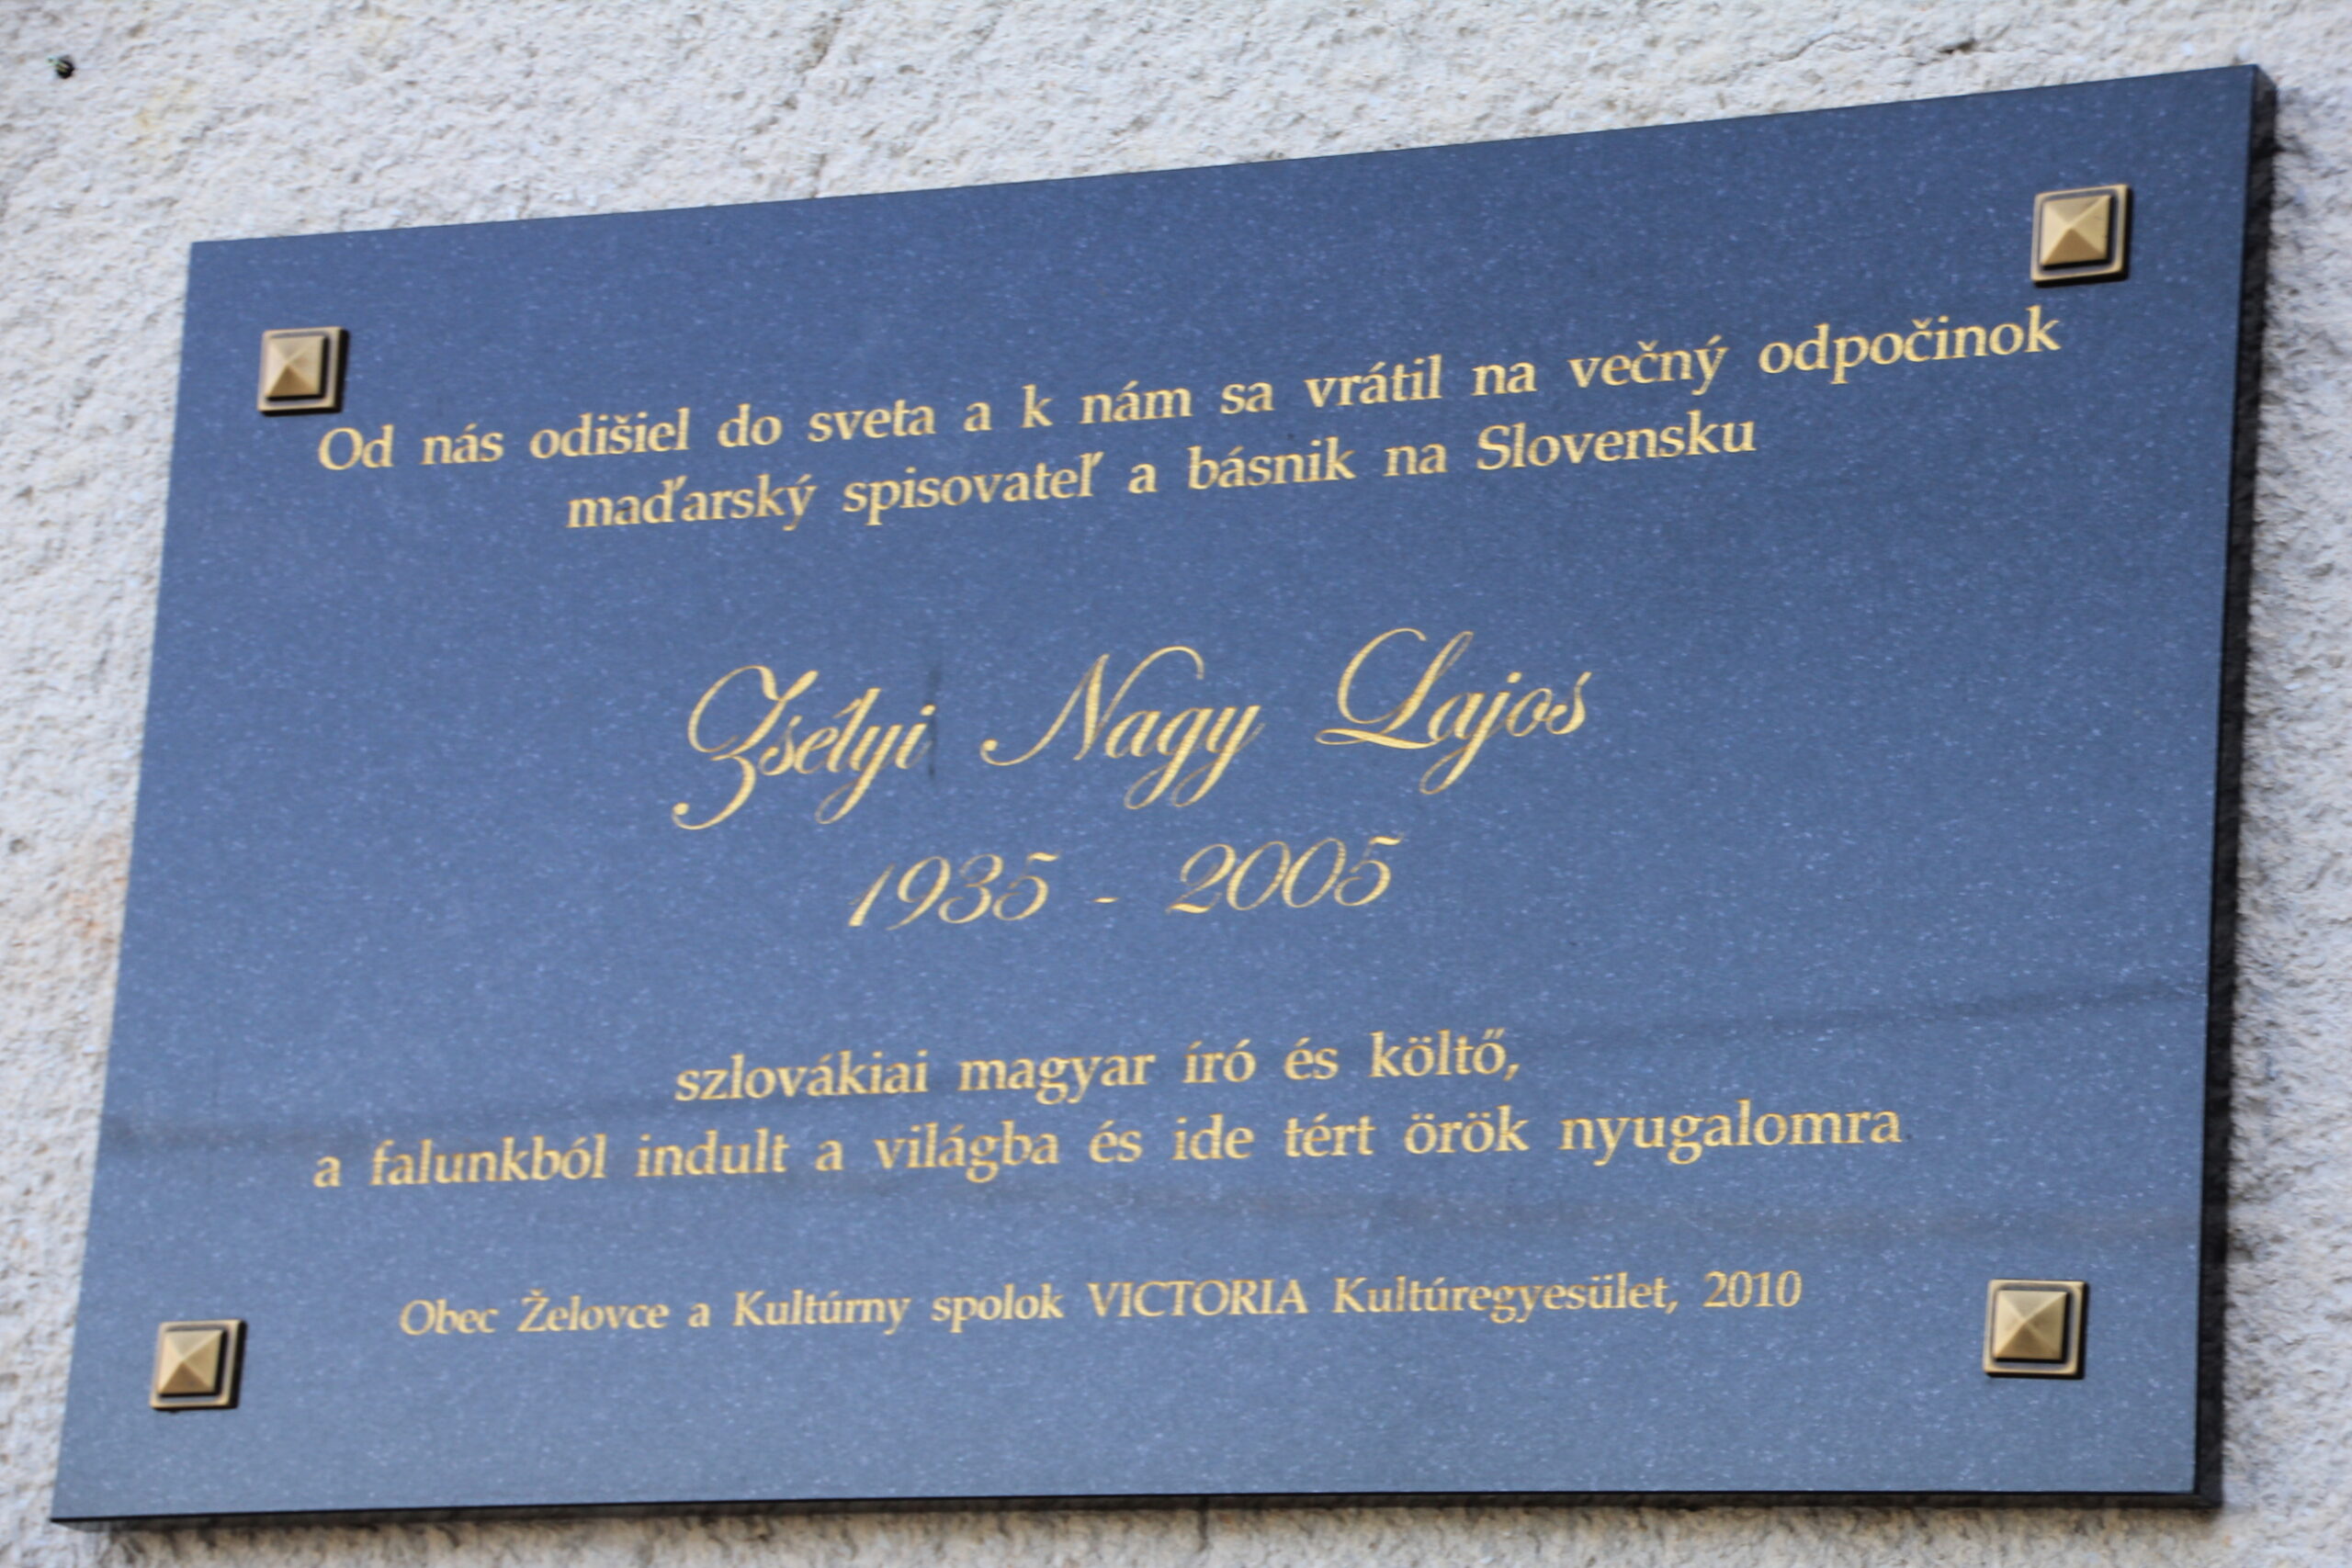 Od nás odišiel do sveta a k nám sa vrátil na večný odpočinok
maďarský spisovateľ a básnik na Slovensku
Zsélyi Nagy Lajos
1935 - 2005
szlovákiai magyar író és költő,
a falunkból indult a világba és ide tért örök nyugalomra
Obec Želovce a Kultúrny spolok VICTORIA Kultúregyesület, 2010